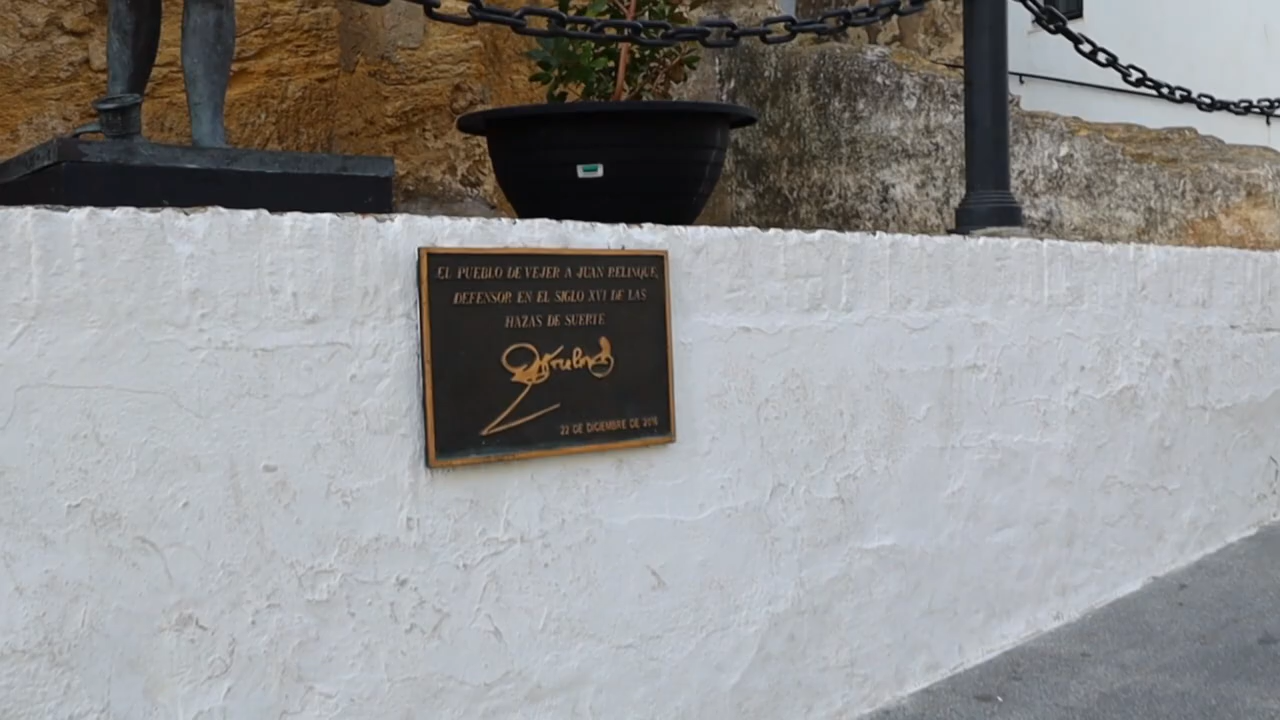 EL PUEBLO DE VEJER A JUAN RELINQUE,
DEFENSOR EN EL SIGLO XVI DE LAS
HAZAS DE SUERTE
22 DE DICIEMBRE DE